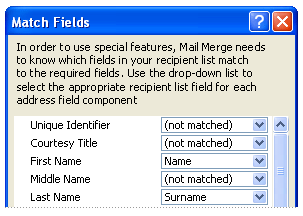 Match Fields
In order to use special features, Mail Merge needs
to know which fields in your recipient list match
to the required fields. Use the drop-down list to
select the appropriate recipient list field for each
address field component
Unique Identifier (not matched)
Courtesy Title (not matched)
First Name Name
Middle Name (not matched)
Last Name Surname